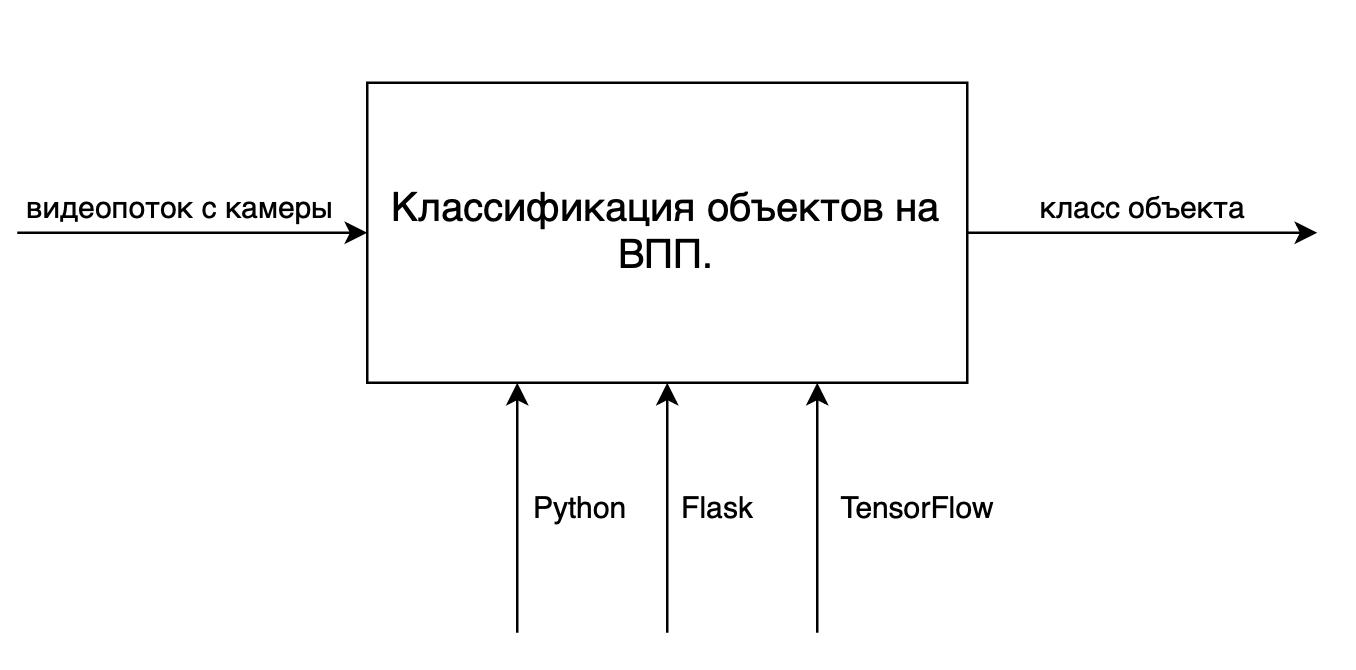 видеопоток с камеры
Классификация объектов на
ВПП.
класс объекта
Python
Flask
TensorFlow